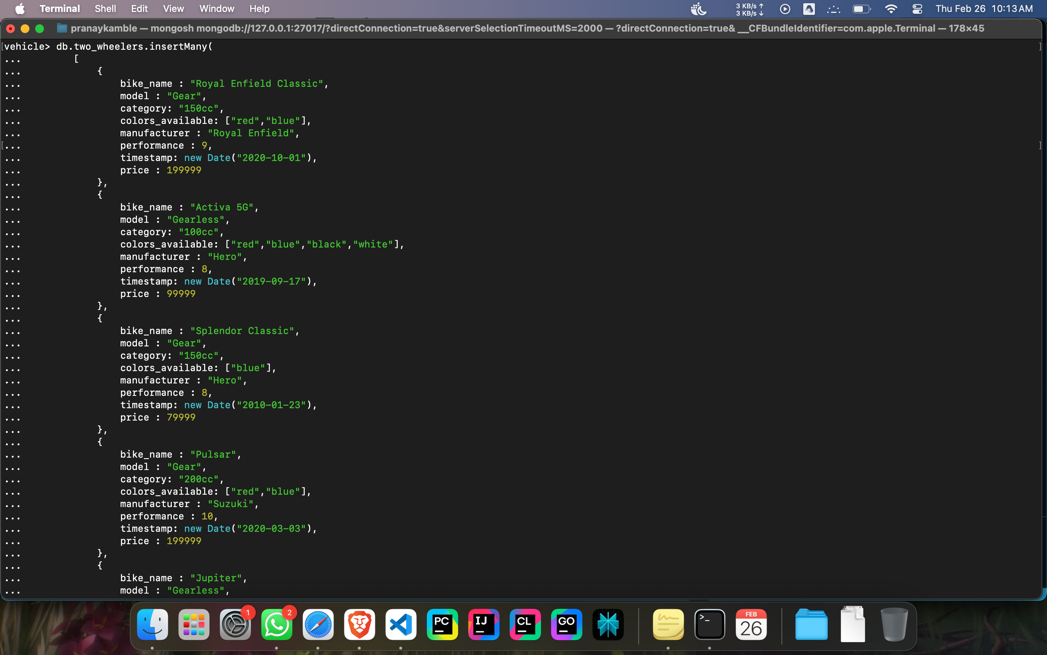 Terminal Shell Edit View Window Help 3 KB/s ↑ 3 KB/s ↓ Thu Feb 26 10:13 AM
pranaykamble — mongosh mongodb://127.0.0.1:27017/?directConnection=true&serverSelectionTimeoutMS=2000 — ?directConnection=true& __CFBundleIdentifier=com.apple.Terminal — 178×45
vehicle> db.two_wheelers.insertMany(
... [
... {
... bike_name : "Royal Enfield Classic",
... model : "Gear",
... category: "150cc",
... colors_available: ["red","blue"],
... manufacturer : "Royal Enfield",
... performance : 9,
... timestamp: new Date("2020-10-01"),
... price : 199999
... },
... {
... bike_name : "Activa 5G",
... model : "Gearless",
... category: "100cc",
... colors_available: ["red","blue","black","white"],
... manufacturer : "Hero",
... performance : 8,
... timestamp: new Date("2019-09-17"),
... price : 99999
... },
... {
... bike_name : "Splendor Classic",
... model : "Gear",
... category: "150cc",
... colors_available: ["blue"],
... manufacturer : "Hero",
... performance : 8,
... timestamp: new Date("2010-01-23"),
... price : 79999
... },
... {
... bike_name : "Pulsar",
... model : "Gear",
... category: "200cc",
... colors_available: ["red","blue"],
... manufacturer : "Suzuki",
... performance : 10,
... timestamp: new Date("2020-03-03"),
... price : 199999
... },
... {
... bike_name : "Jupiter",
... model : "Gearless",
1 2 PC IJ CL GO >_ FEB 26